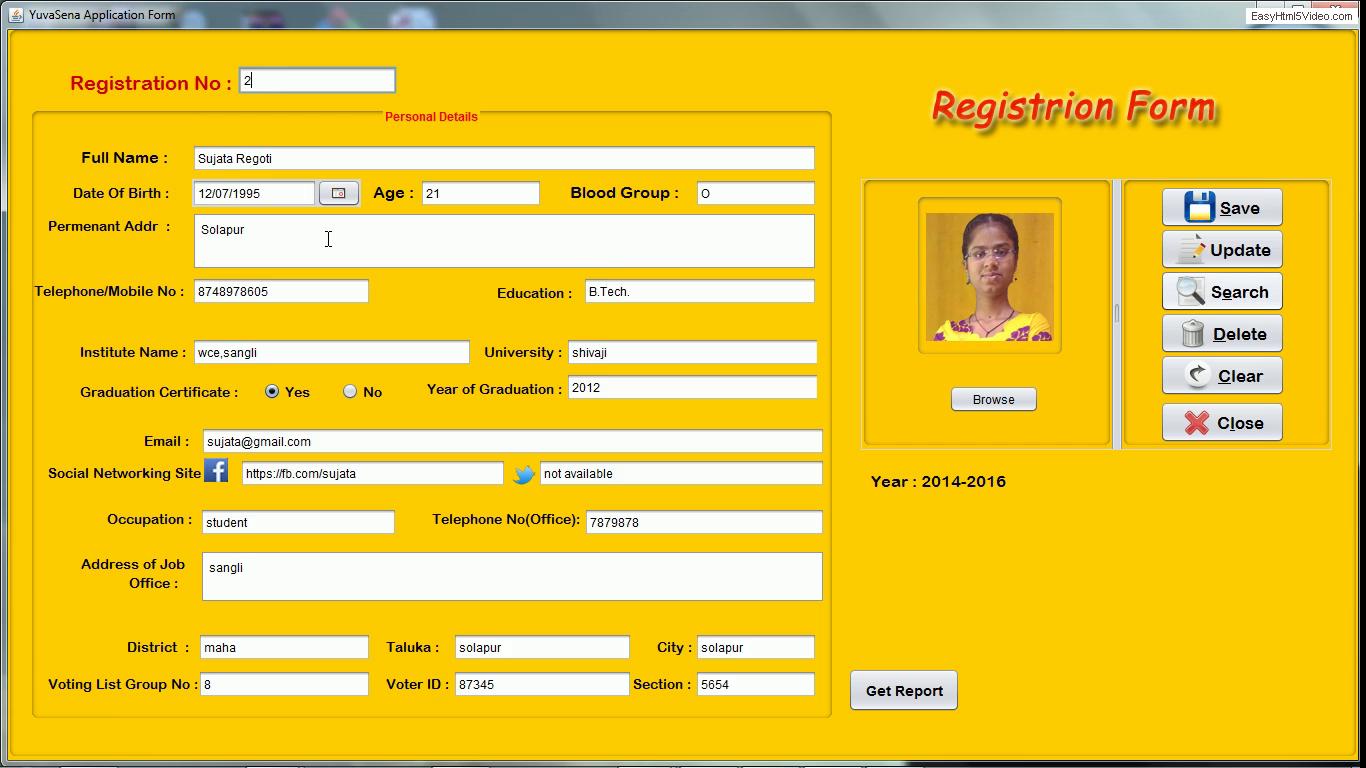 YuvaSena Application Form
EasyHtml5Video.com
Registration No : 2
Registrion Form
Personal Details
Full Name : Sujata Regoti
Date Of Birth : 12/07/1995 Age : 21 Blood Group : O
Permenant Addr : Solapur
Telephone/Mobile No : 8748978605 Education : B.Tech.
Institute Name : wce,sangli University : shivaji
Graduation Certificate : Yes No Year of Graduation : 2012
Email : sujata@gmail.com
Social Networking Site f https://fb.com/sujata not available
Occupation : student Telephone No(Office): 7879878
Address of Job
Office : sangli
District : maha Taluka : solapur City : solapur
Voting List Group No : 8 Voter ID : 87345 Section : 5654
Browse
Save
Update
Search
Delete
Clear
Close
Year : 2014-2016
Get Report